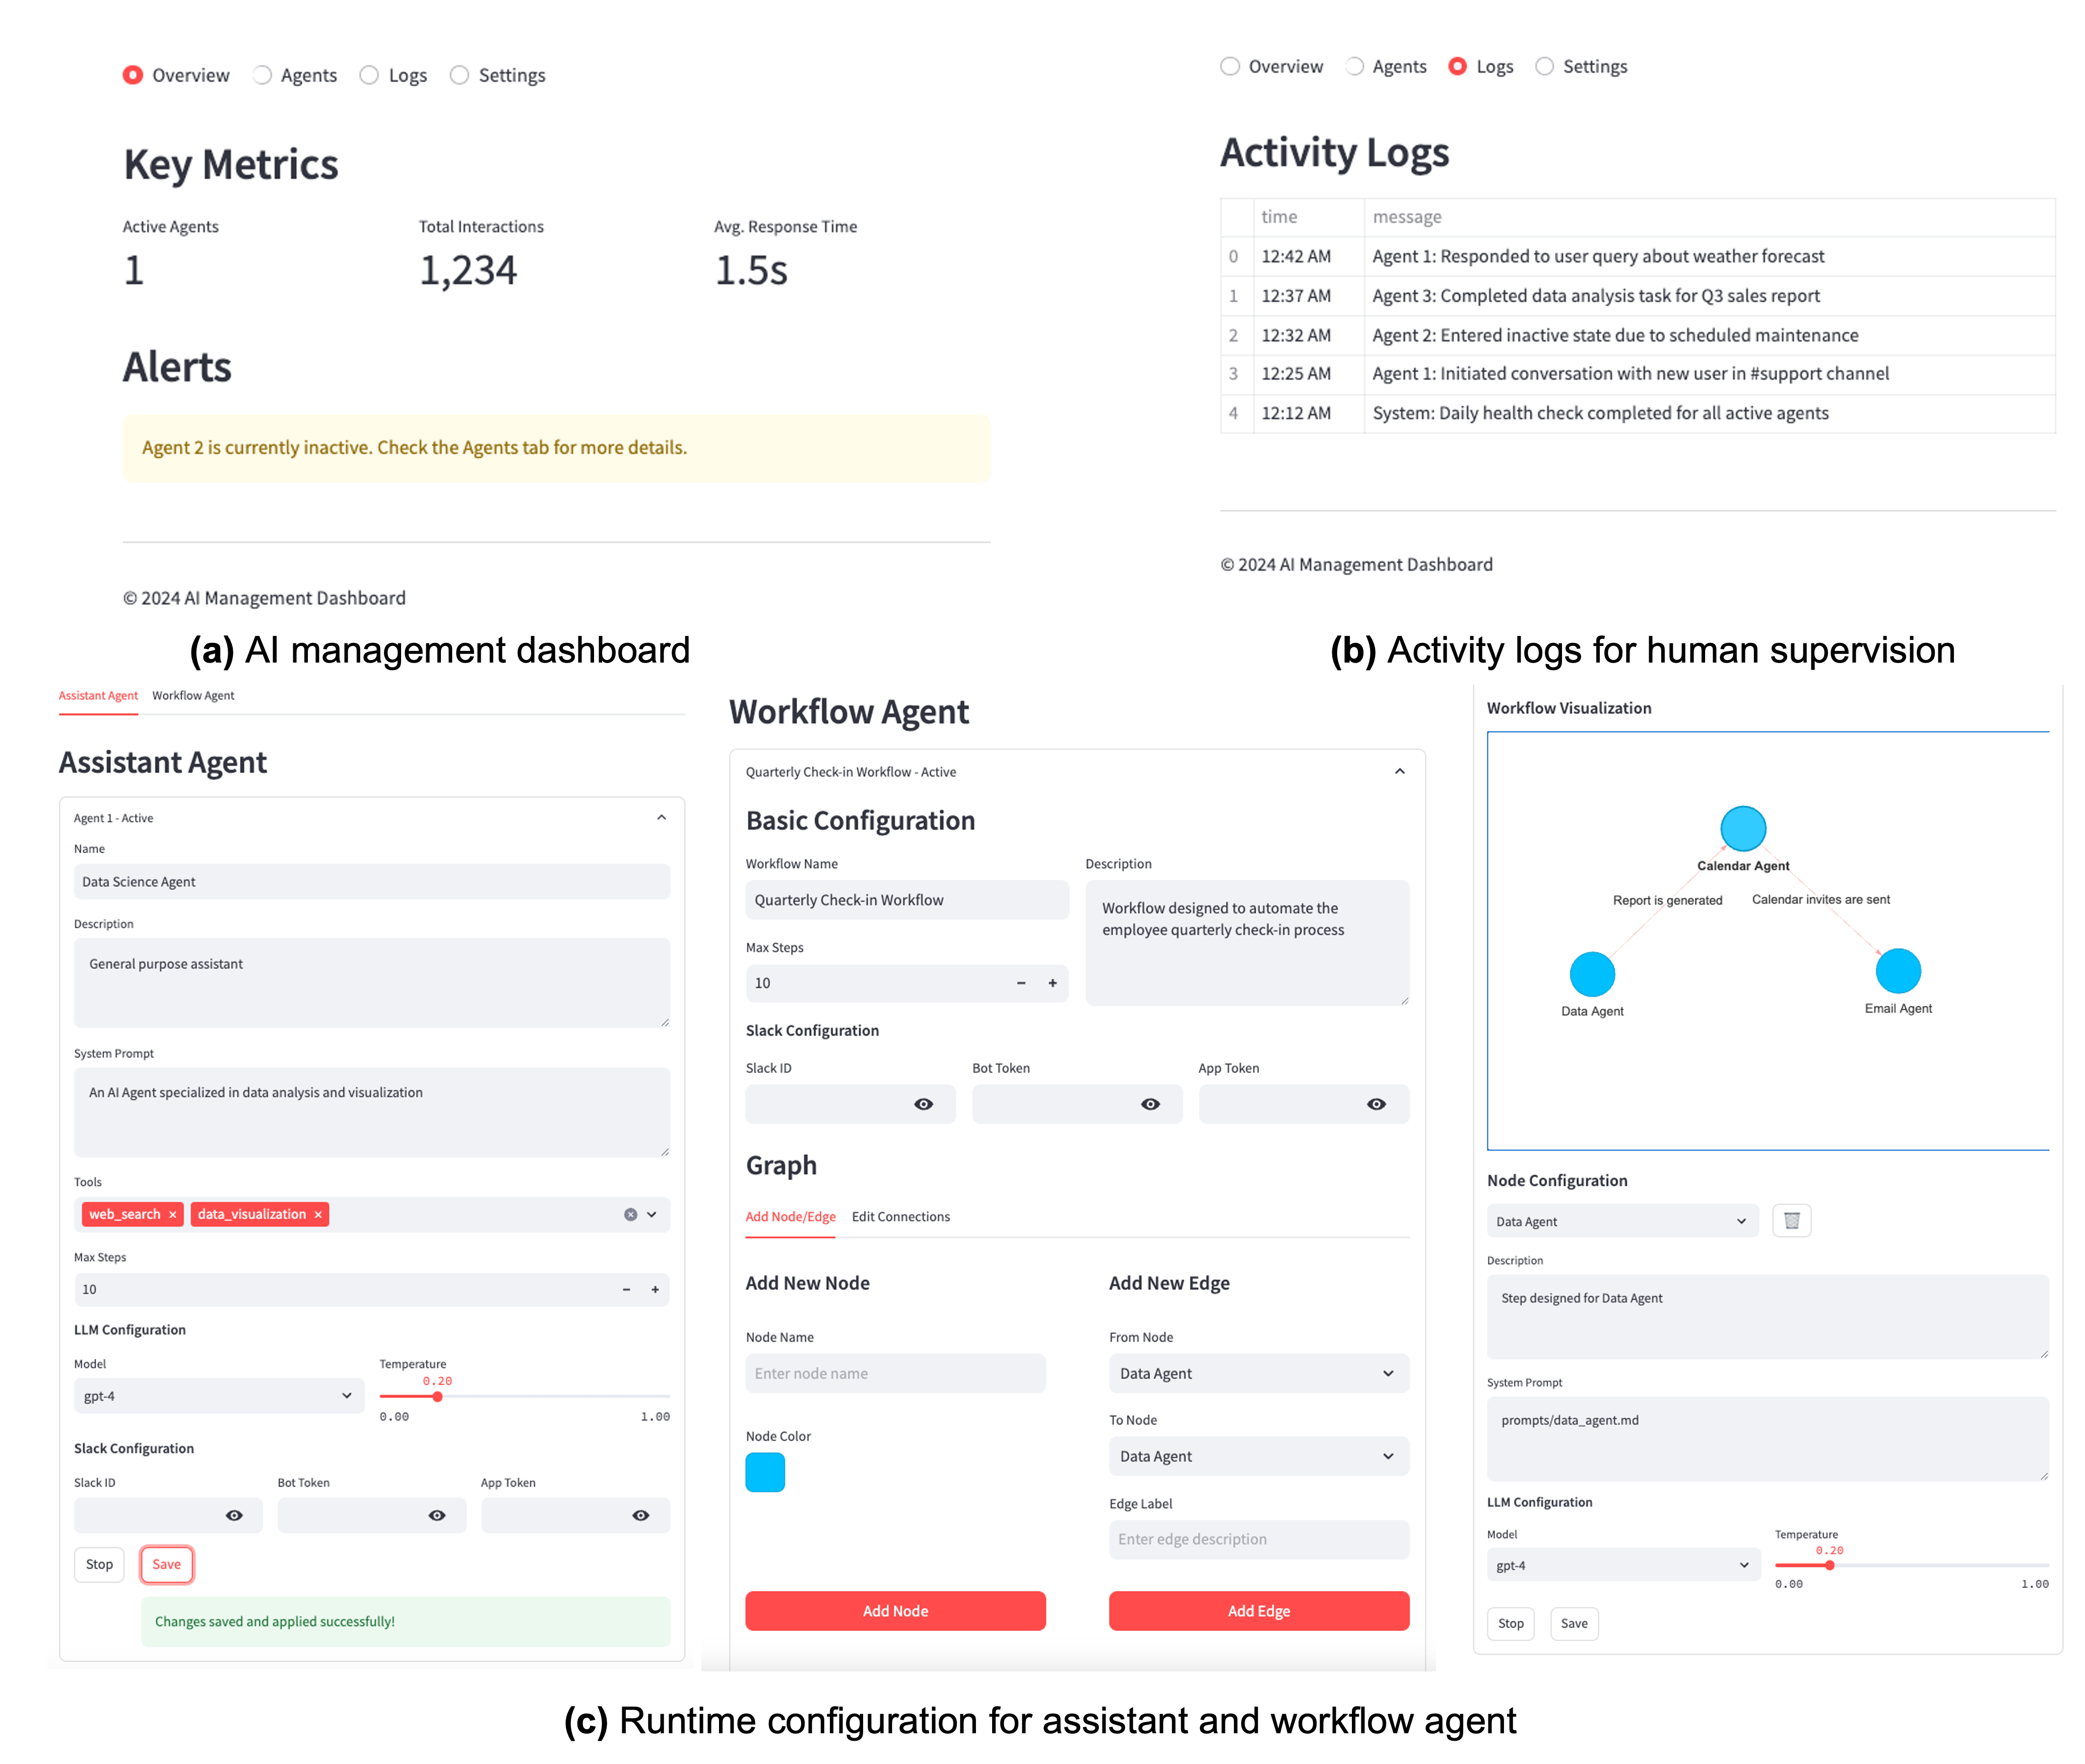 Overview Agents Logs Settings
Key Metrics
Active Agents Total Interactions Avg. Response Time
1 1,234 1.5s
Alerts
Agent 2 is currently inactive. Check the Agents tab for more details.
© 2024 AI Management Dashboard
(a) AI management dashboard
Overview Agents Logs Settings
Activity Logs
time message
0 12:42 AM Agent 1: Responded to user query about weather forecast
1 12:37 AM Agent 3: Completed data analysis task for Q3 sales report
2 12:32 AM Agent 2: Entered inactive state due to scheduled maintenance
3 12:25 AM Agent 1: Initiated conversation with new user in #support channel
4 12:12 AM System: Daily health check completed for all active agents
© 2024 AI Management Dashboard
(b) Activity logs for human supervision
Assistant Agent Workflow Agent
Assistant Agent
Agent 1 - Active
Name
Data Science Agent
Description
General purpose assistant
System Prompt
An AI Agent specialized in data analysis and visualization
Tools
web_search × data_visualization ×
Max Steps
10 − +
LLM Configuration
Model Temperature
0.20
gpt-4
0.00 1.00
Slack Configuration
Slack ID Bot Token App Token
Stop Save
Changes saved and applied successfully!
Workflow Agent
Quarterly Check-in Workflow - Active
Basic Configuration
Workflow Name Description
Quarterly Check-in Workflow
Workflow designed to automate the
employee quarterly check-in process
Max Steps
10 − +
Slack Configuration
Slack ID Bot Token App Token
Graph
Add Node/Edge Edit Connections
Add New Node
Node Name
Enter node name
Node Color
Add Node
Add New Edge
From Node
Data Agent
To Node
Data Agent
Edge Label
Enter edge description
Add Edge
Workflow Visualization
Calendar Agent
Report is generated Calendar invites are sent
Data Agent Email Agent
Node Configuration
Data Agent
Description
Step designed for Data Agent
System Prompt
prompts/data_agent.md
LLM Configuration
Model Temperature
0.20
gpt-4
0.00 1.00
Stop Save
(c) Runtime configuration for assistant and workflow agent